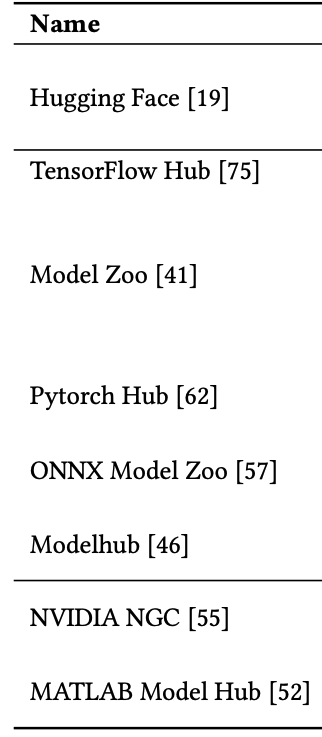 Name
Hugging Face [19]
TensorFlow Hub [75]
Model Zoo [41]
Pytorch Hub [62]
ONNX Model Zoo [57]
Modelhub [46]
NVIDIA NGC [55]
MATLAB Model Hub [52]